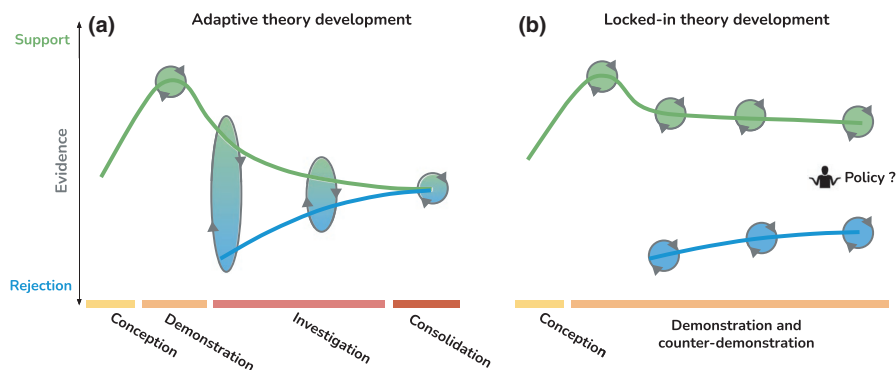 (a)
Adaptive theory development
Support
Evidence
Rejection
Conception
Demonstration
Investigation
Consolidation
(b)
Locked-in theory development
Policy ?
Conception
Demonstration and
counter-demonstration